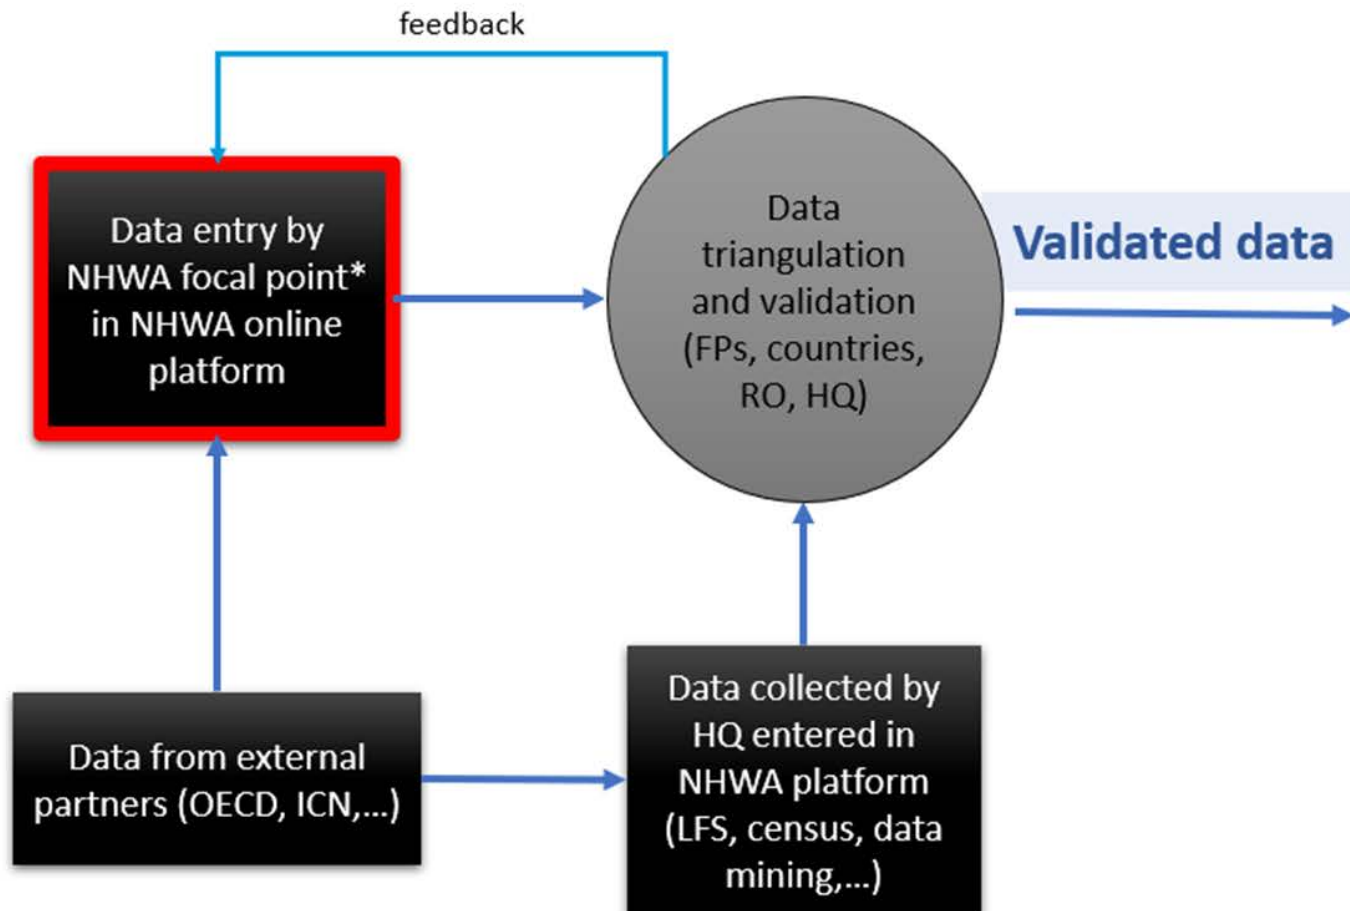 feedback
Data entry by
NHWA focal point*
in NHWA online
platform
Data
triangulation
and validation
(FPs, countries,
RO, HQ)
Validated data
Data from external
partners (OECD, ICN,...)
Data collected by
HQ entered in
NHWA platform
(LFS, census, data
mining,...)